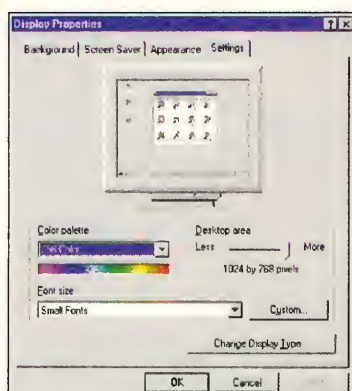 Display Properties
Background Screen Saver Appearance Settings
Color palette
256 Color
Desktop area
Less More
1024 by 768 pixels
Font size
Small Fonts
Custom...
Change Display Type
OK Cancel